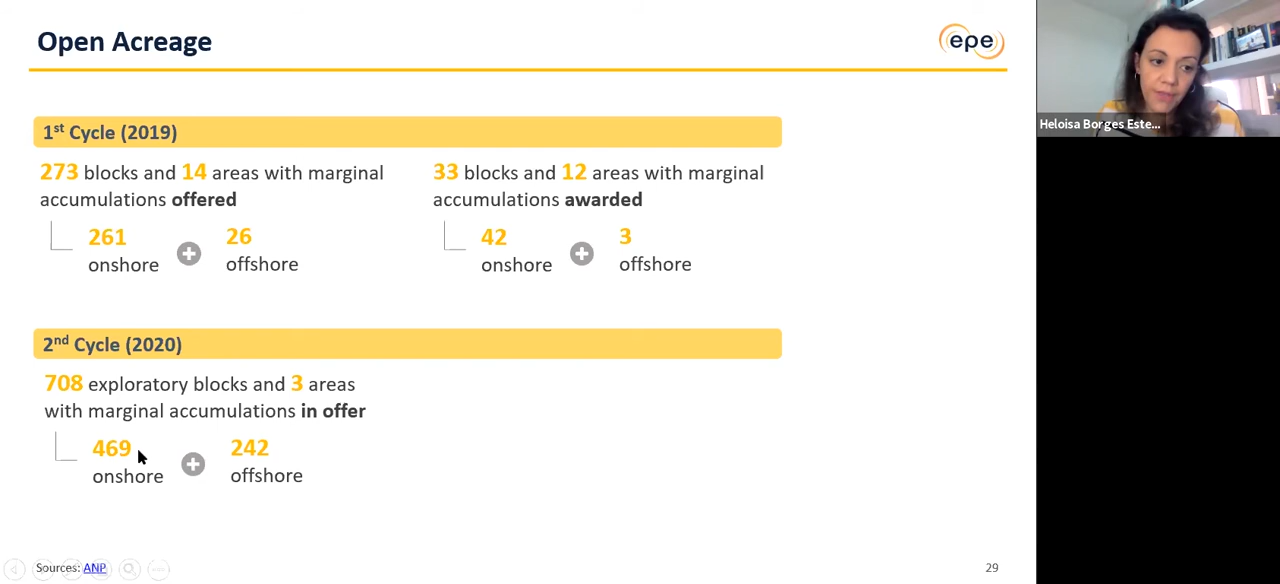 Open Acreage
epe
Heloisa Borges Este...
1st Cycle (2019)
273 blocks and 14 areas with marginal
accumulations offered
261
onshore
26
offshore
33 blocks and 12 areas with marginal
accumulations awarded
42
onshore
3
offshore
2nd Cycle (2020)
708 exploratory blocks and 3 areas
with marginal accumulations in offer
469
onshore
242
offshore
Sources: ANP
29